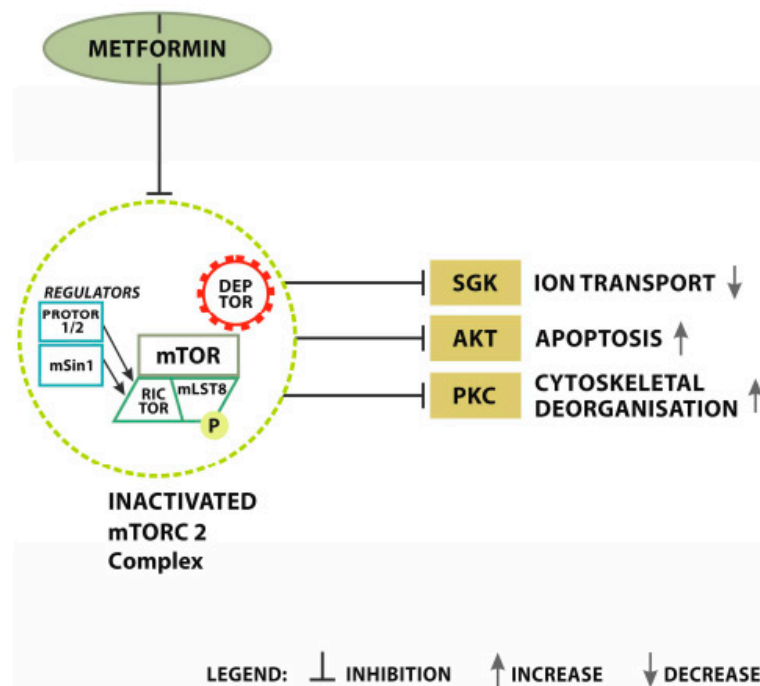 METFORMIN
REGULATORS
PROTOR
1/2
mSin1
DEP
TOR
mTOR
RIC
TOR
mLST8
P
INACTIVATED
mTORC 2
Complex
SGK
ION TRANSPORT
AKT
APOPTOSIS
PKC
CYTOSKELETAL
DEORGANISATION
LEGEND: INHIBITION INCREASE DECREASE